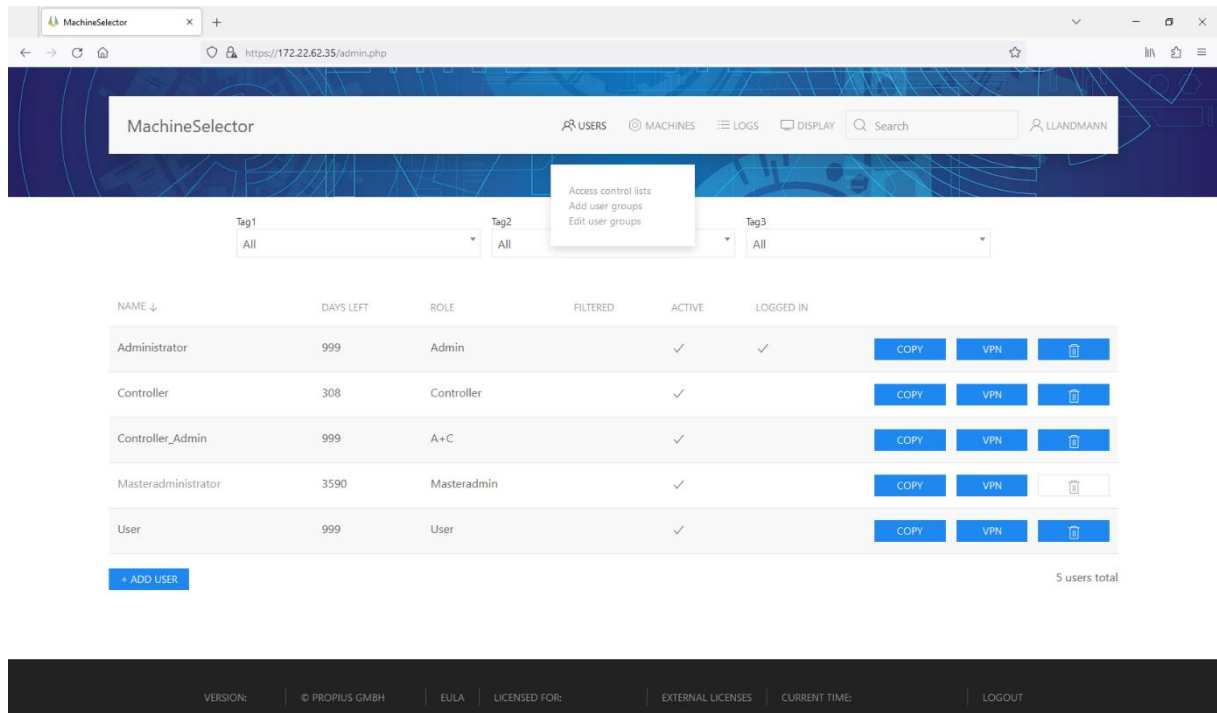 MachineSelector
https://172.22.62.35/admin.php
MachineSelector USERS MACHINES LOGS DISPLAY Search LLANDMANN
Access control lists
Add user groups
Edit user groups
Tag1 Tag2 Tag3
All All All
NAME ↓ DAYS LEFT ROLE FILTERED ACTIVE LOGGED IN
Administrator 999 Admin COPY VPN
Controller 308 Controller COPY VPN
Controller_Admin 999 A+C COPY VPN
Masteradministrator 3590 Masteradmin COPY VPN
User 999 User COPY VPN
+ ADD USER 5 users total
VERSION: © PROPIUS GMBH EULA LICENSED FOR: EXTERNAL LICENSES CURRENT TIME: LOGOUT